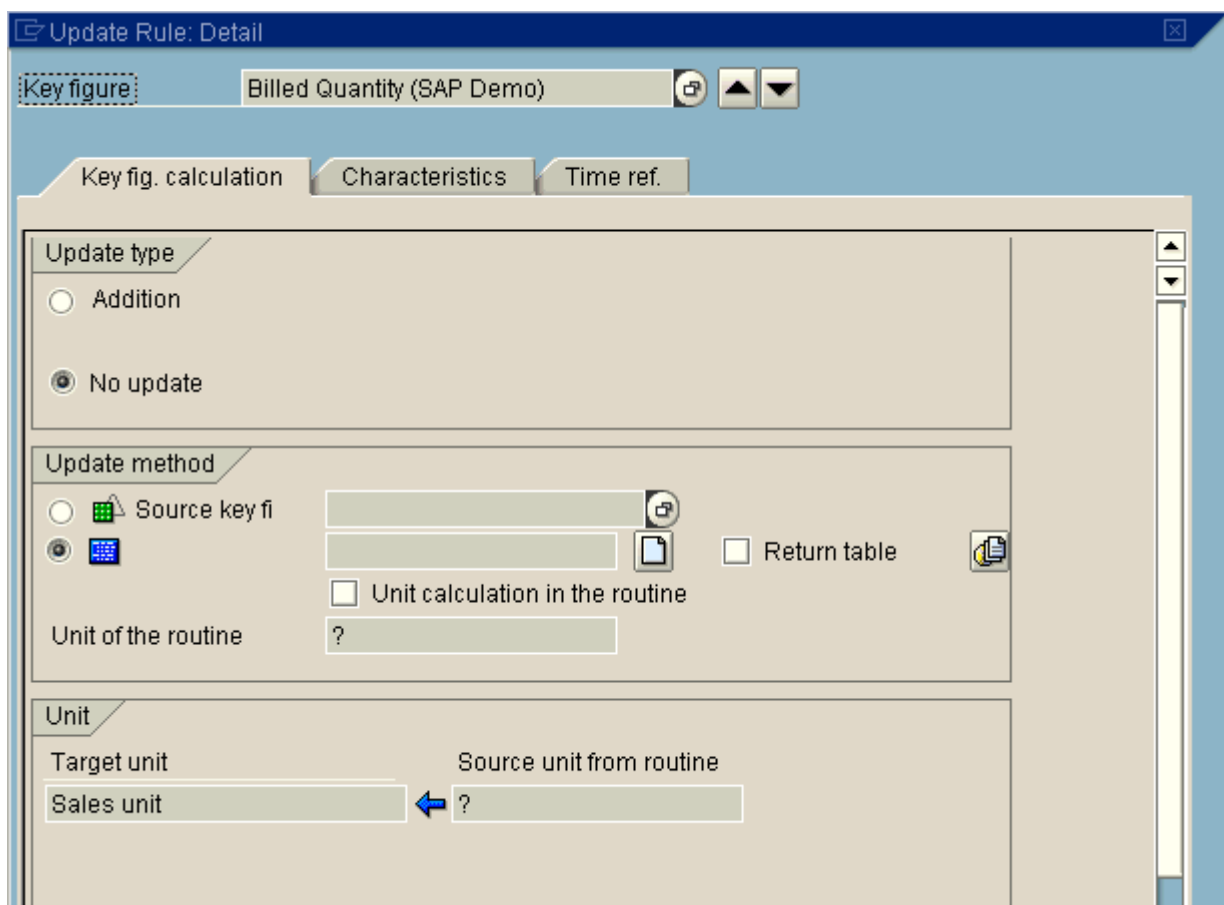 Update Rule: Detail
Key figure Billed Quantity (SAP Demo)
Key fig. calculation Characteristics Time ref.
Update type
Addition
No update
Update method
Source key fi
Return table
Unit calculation in the routine
Unit of the routine ?
Unit
Target unit Source unit from routine
Sales unit ?